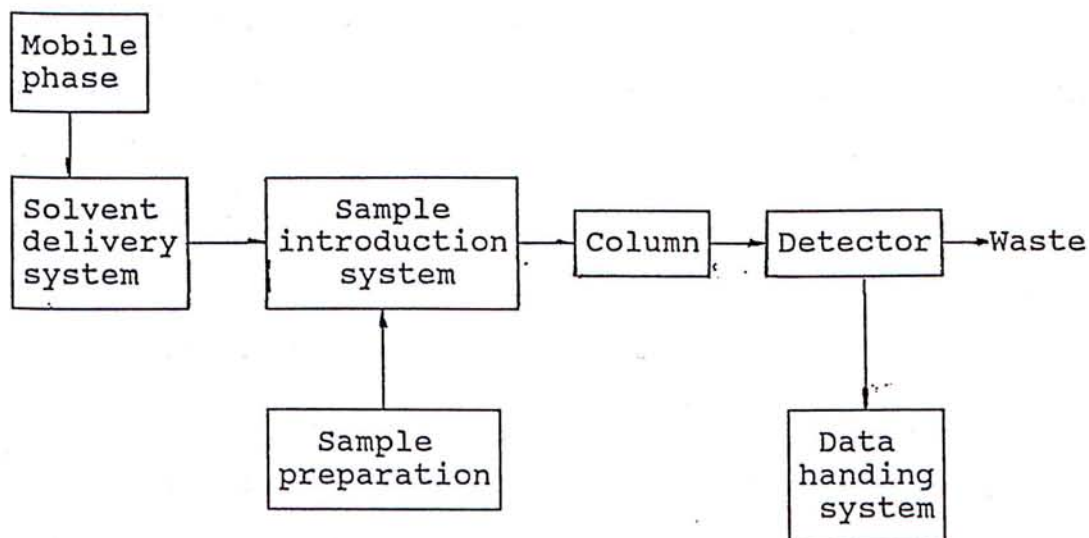 Mobile
phase
Solvent
delivery
system
Sample
introduction
system
Column
Detector
Waste
Sample
preparation
Data
handing
system